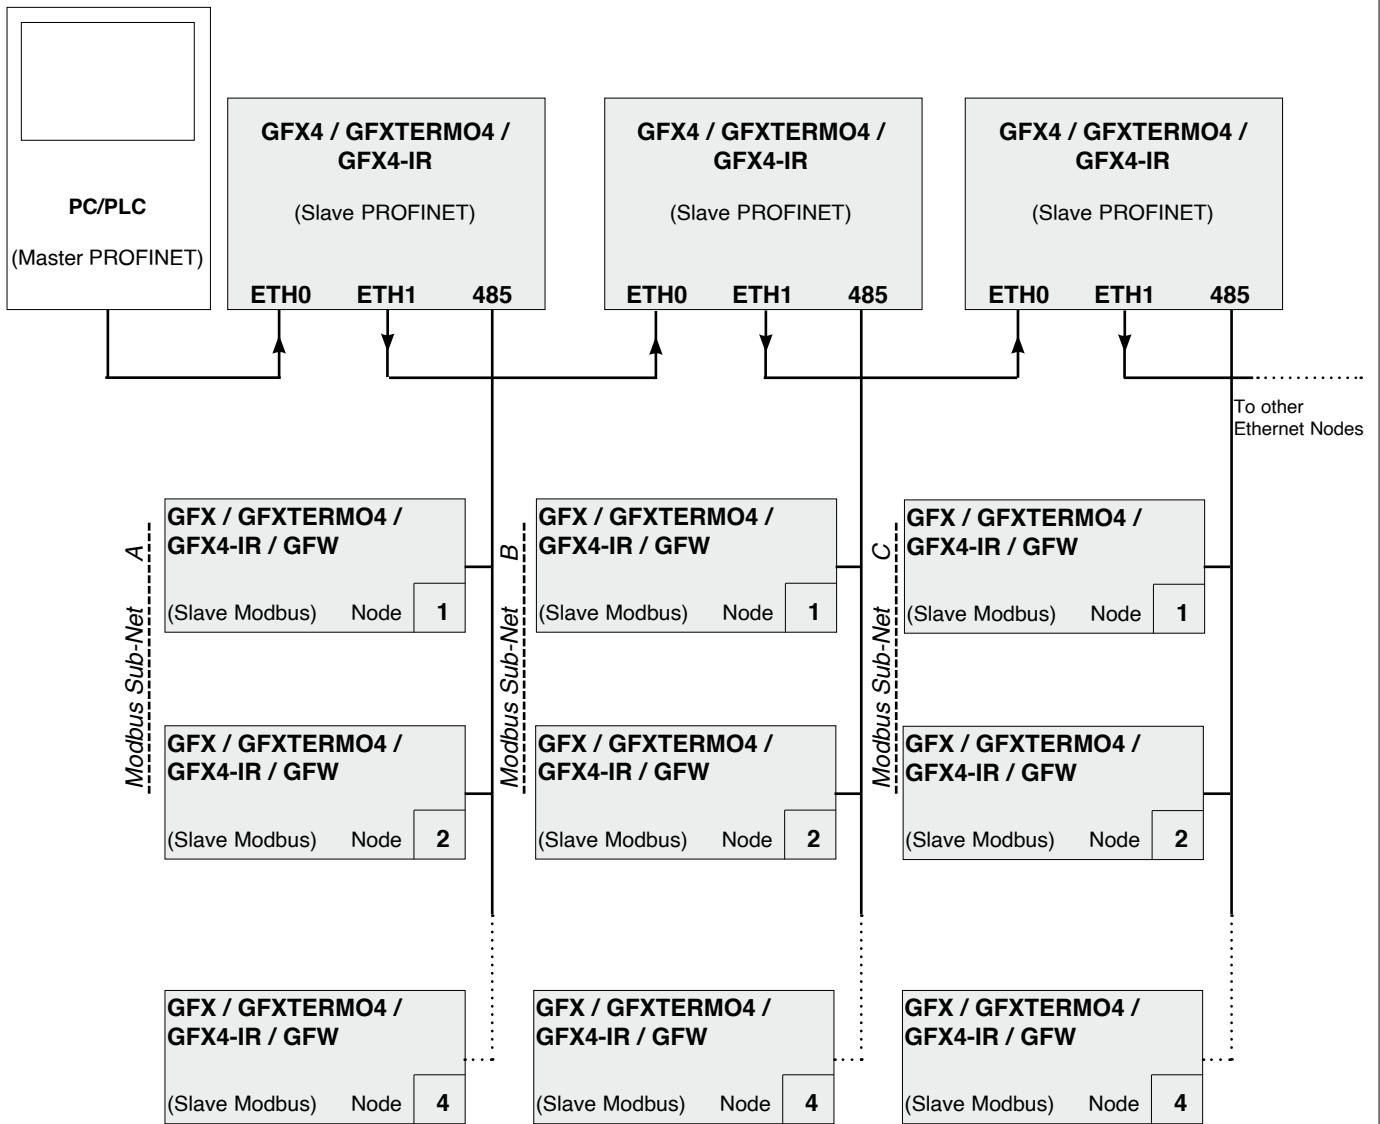 PC/PLC
(Master PROFINET)
GFX4 / GFXTERMO4 /
GFX4-IR
(Slave PROFINET)
ETH0 ETH1 485
GFX4 / GFXTERMO4 /
GFX4-IR
(Slave PROFINET)
ETH0 ETH1 485
GFX4 / GFXTERMO4 /
GFX4-IR
(Slave PROFINET)
ETH0 ETH1 485
To other
Ethernet Nodes
Modbus Sub-Net A
GFX / GFXTERMO4 /
GFX4-IR / GFW
(Slave Modbus) Node 1
GFX / GFXTERMO4 /
GFX4-IR / GFW
(Slave Modbus) Node 2
GFX / GFXTERMO4 /
GFX4-IR / GFW
(Slave Modbus) Node 4
Modbus Sub-Net B
GFX / GFXTERMO4 /
GFX4-IR / GFW
(Slave Modbus) Node 1
GFX / GFXTERMO4 /
GFX4-IR / GFW
(Slave Modbus) Node 2
GFX / GFXTERMO4 /
GFX4-IR / GFW
(Slave Modbus) Node 4
Modbus Sub-Net C
GFX / GFXTERMO4 /
GFX4-IR / GFW
(Slave Modbus) Node 1
GFX / GFXTERMO4 /
GFX4-IR / GFW
(Slave Modbus) Node 2
GFX / GFXTERMO4 /
GFX4-IR / GFW
(Slave Modbus) Node 4